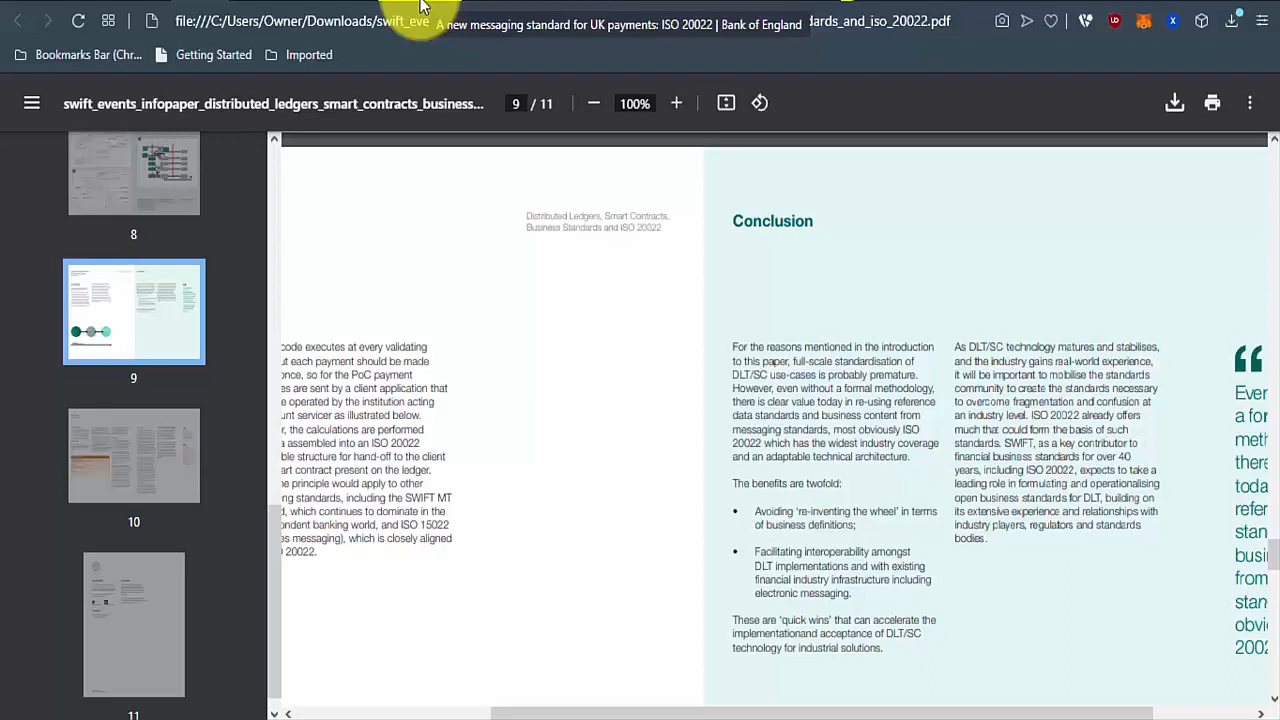 file:///C:/Users/Owner/Downloads/swift_eve
A new messaging standard for UK payments: ISO 20022 | Bank of England
dards_and_iso_20022.pdf
Bookmarks Bar (Chr...
Getting Started
Imported
swift_events_infopaper_distributed_ledgers_smart_contracts_business...
9 / 11
100%
8
9
10
11
Distributed Ledgers, Smart Contracts,
Business Standards and ISO 20022
code executes at every validating
ut each payment should be made
once, so for the PoC payment
es are sent by a client application that
e operated by the institution acting
unt servicer as illustrated below.
r, the calculations are performed
a assembled into an ISO 20022
ble structure for hand-off to the client
art contract present on the ledger.
e principle would apply to other
ng standards, including the SWIFT MT
d, which continues to dominate in the
ondent banking world, and ISO 15022
es messaging), which is closely aligned
20022.
Conclusion
For the reasons mentioned in the introduction
to this paper, full-scale standardisation of
DLT/SC use-cases is probably premature.
However, even without a formal methodology,
there is clear value today in re-using reference
data standards and business content from
messaging standards, most obviously ISO
20022 which has the widest industry coverage
and an adaptable technical architecture.
The benefits are twofold:
• Avoiding ‘re-inventing the wheel’ in terms
of business definitions;
• Facilitating interoperability amongst
DLT implementations and with existing
financial industry infrastructure including
electronic messaging.
These are ‘quick wins’ that can accelerate the
implementationand acceptance of DLT/SC
technology for industrial solutions.
As DLT/SC technology matures and stabilises,
and the industry gains real-world experience,
it will be important to mobilise the standards
community to create the standards necessary
to overcome fragmentation and confusion at
an industry level. ISO 20022 already offers
much that could form the basis of such
standards. SWIFT, as a key contributor to
financial business standards for over 40
years, including ISO 20022, expects to take a
leading role in formulating and operationalising
open business standards for DLT, building on
its extensive experience and relationships with
industry players, regulators and standards
bodies.
“
Ever
a for
meth
there
toda
refer
stan
busi
from
stan
obvi
2002